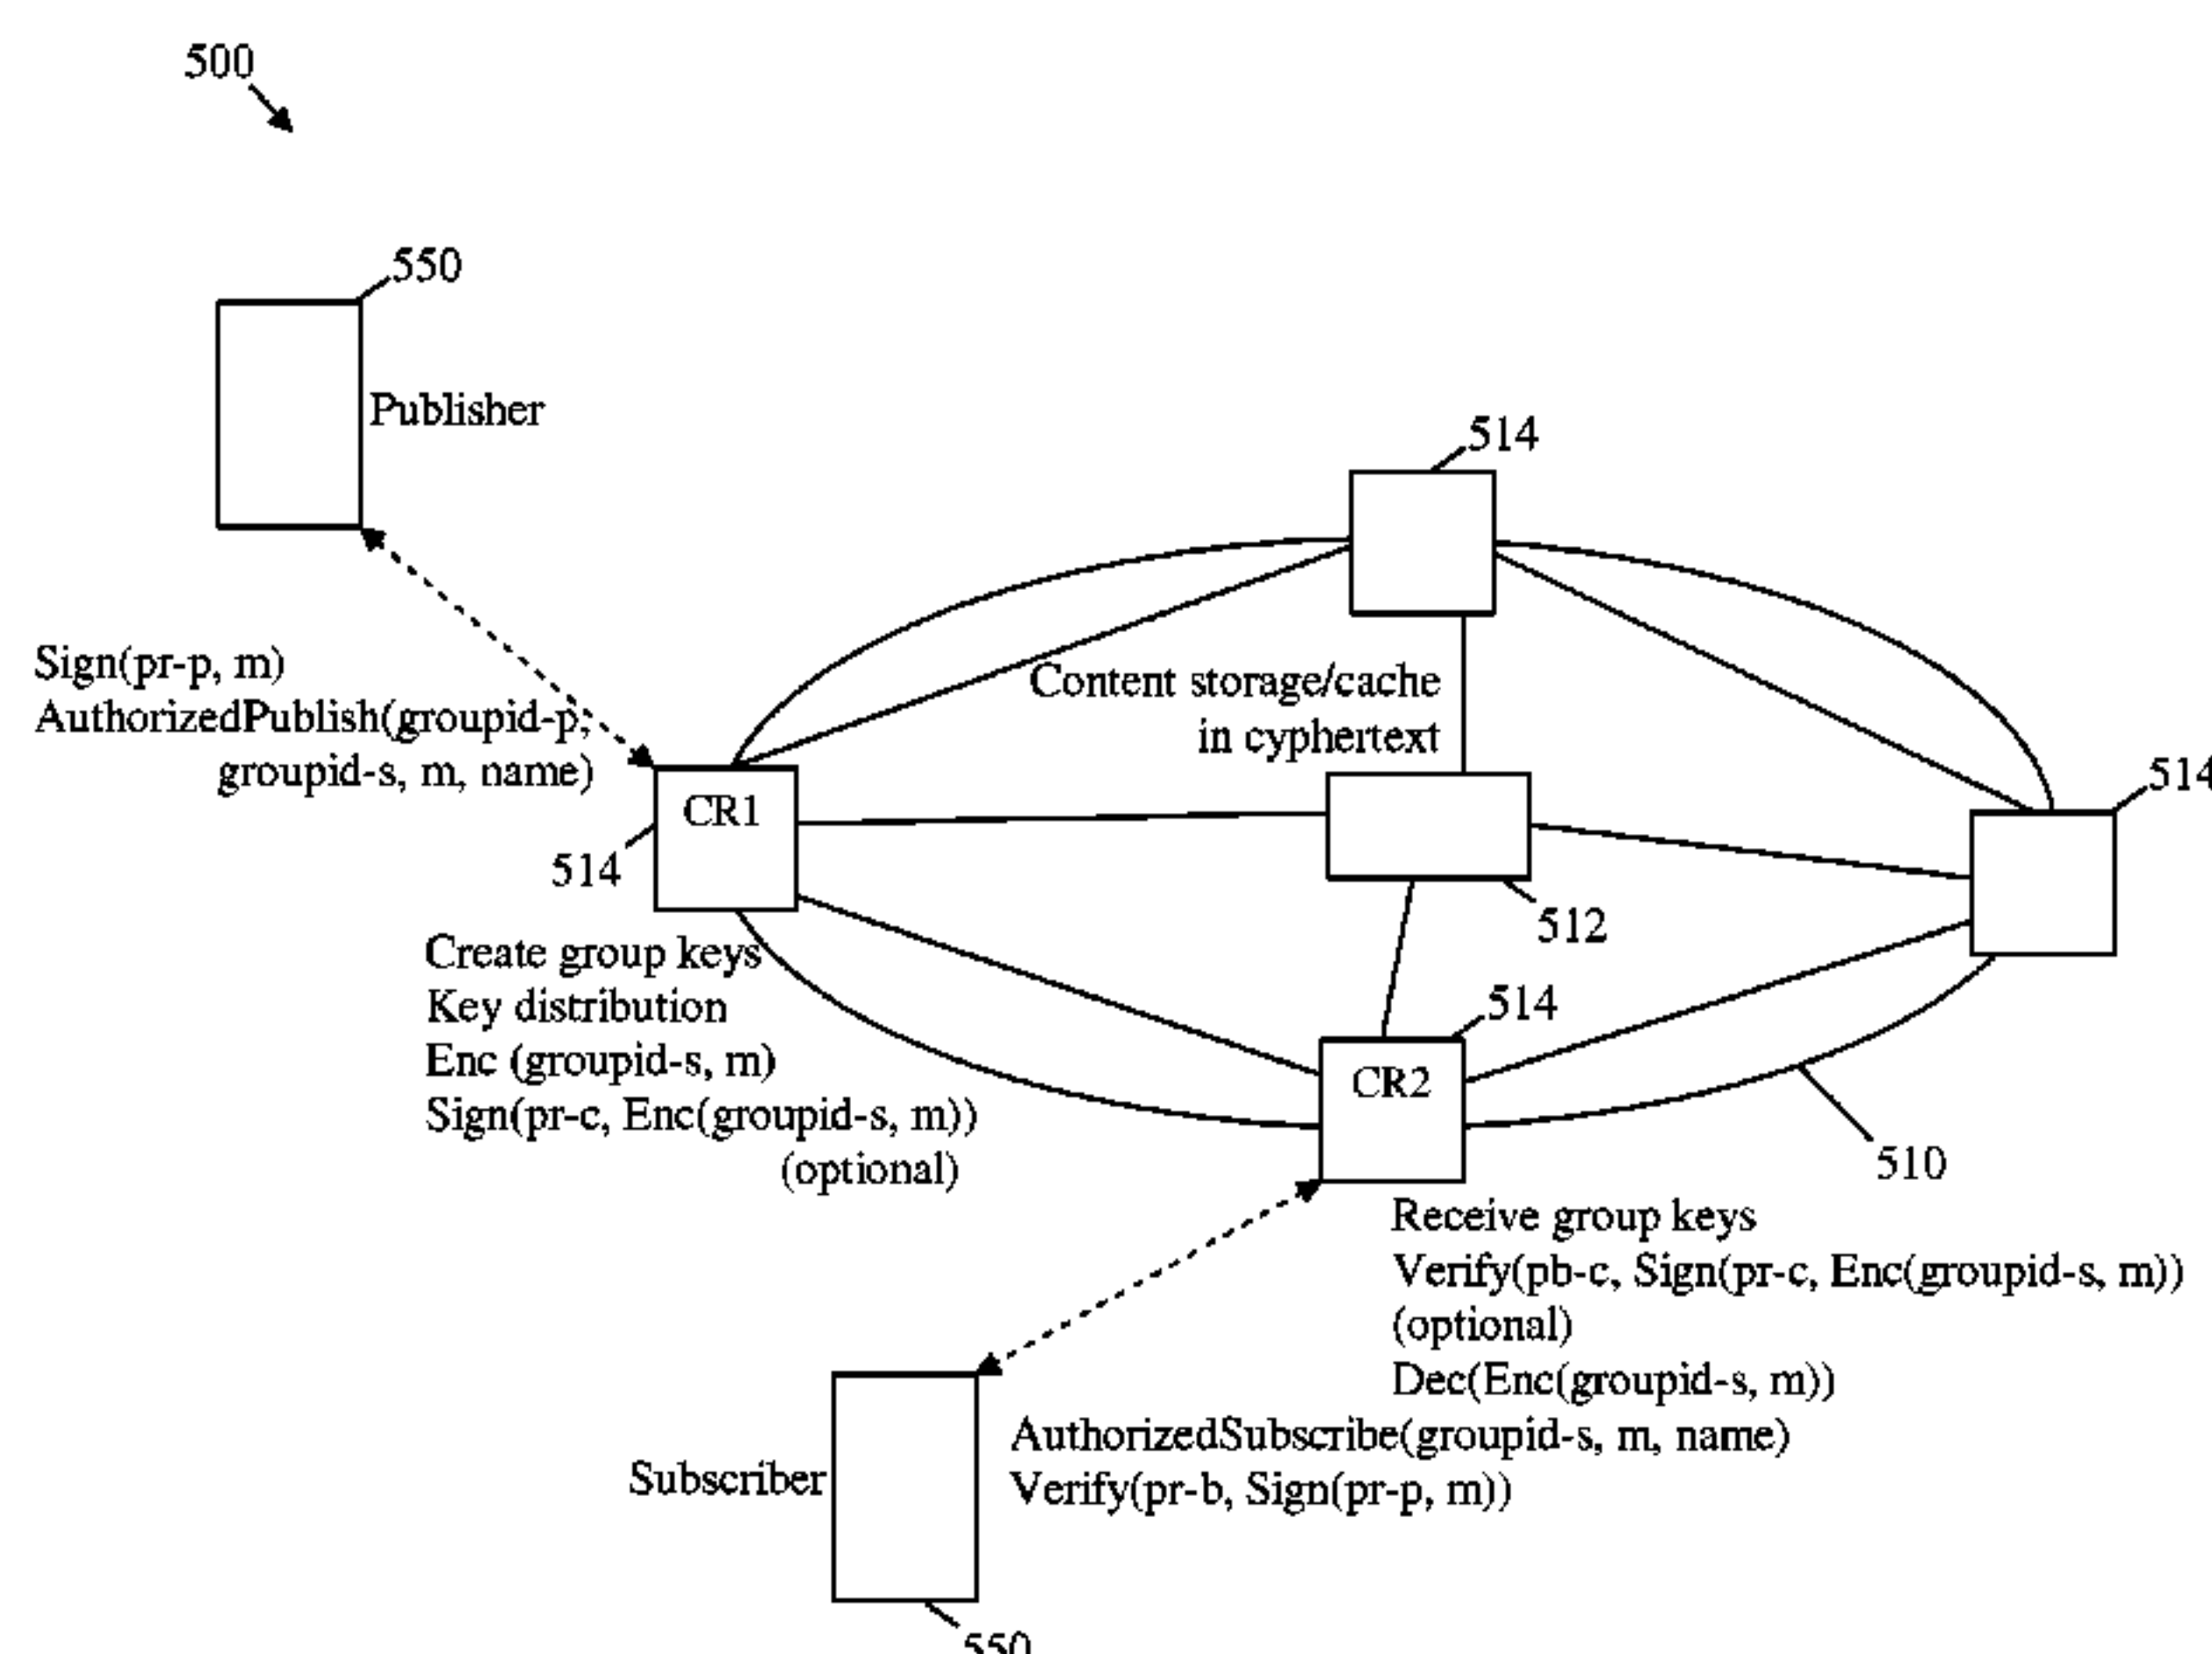 500
550
Publisher
514
Sign(pr-p, m)
AuthorizedPublish(groupid-p,
groupid-s, m, name)
Content storage/cache
in cyphertext
514
CR1
514
512
Create group keys
Key distribution
Enc (groupid-s, m)
Sign(pr-c, Enc(groupid-s, m))
(optional)
514
CR2
510
Receive group keys
Verify(pb-c, Sign(pr-c, Enc(groupid-s, m))
(optional)
Dec(Enc(groupid-s, m))
AuthorizedSubscribe(groupid-s, m, name)
Verify(pr-b, Sign(pr-p, m))
Subscriber
550